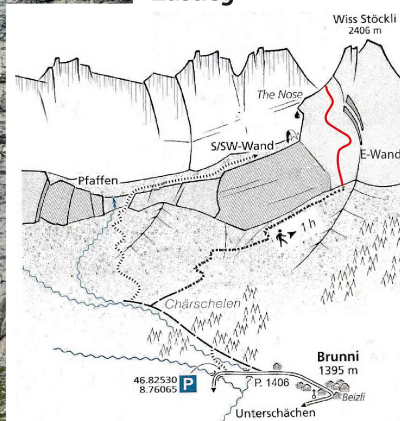 Wiss Stöckli
2406 m
The Nose
S/SW-Wand
E-Wand
Pfaffen
1 h
Chärschelen
Brunni
1395 m
46.82530
8.76065
P
P. 1406
Beizli
Unterschächen